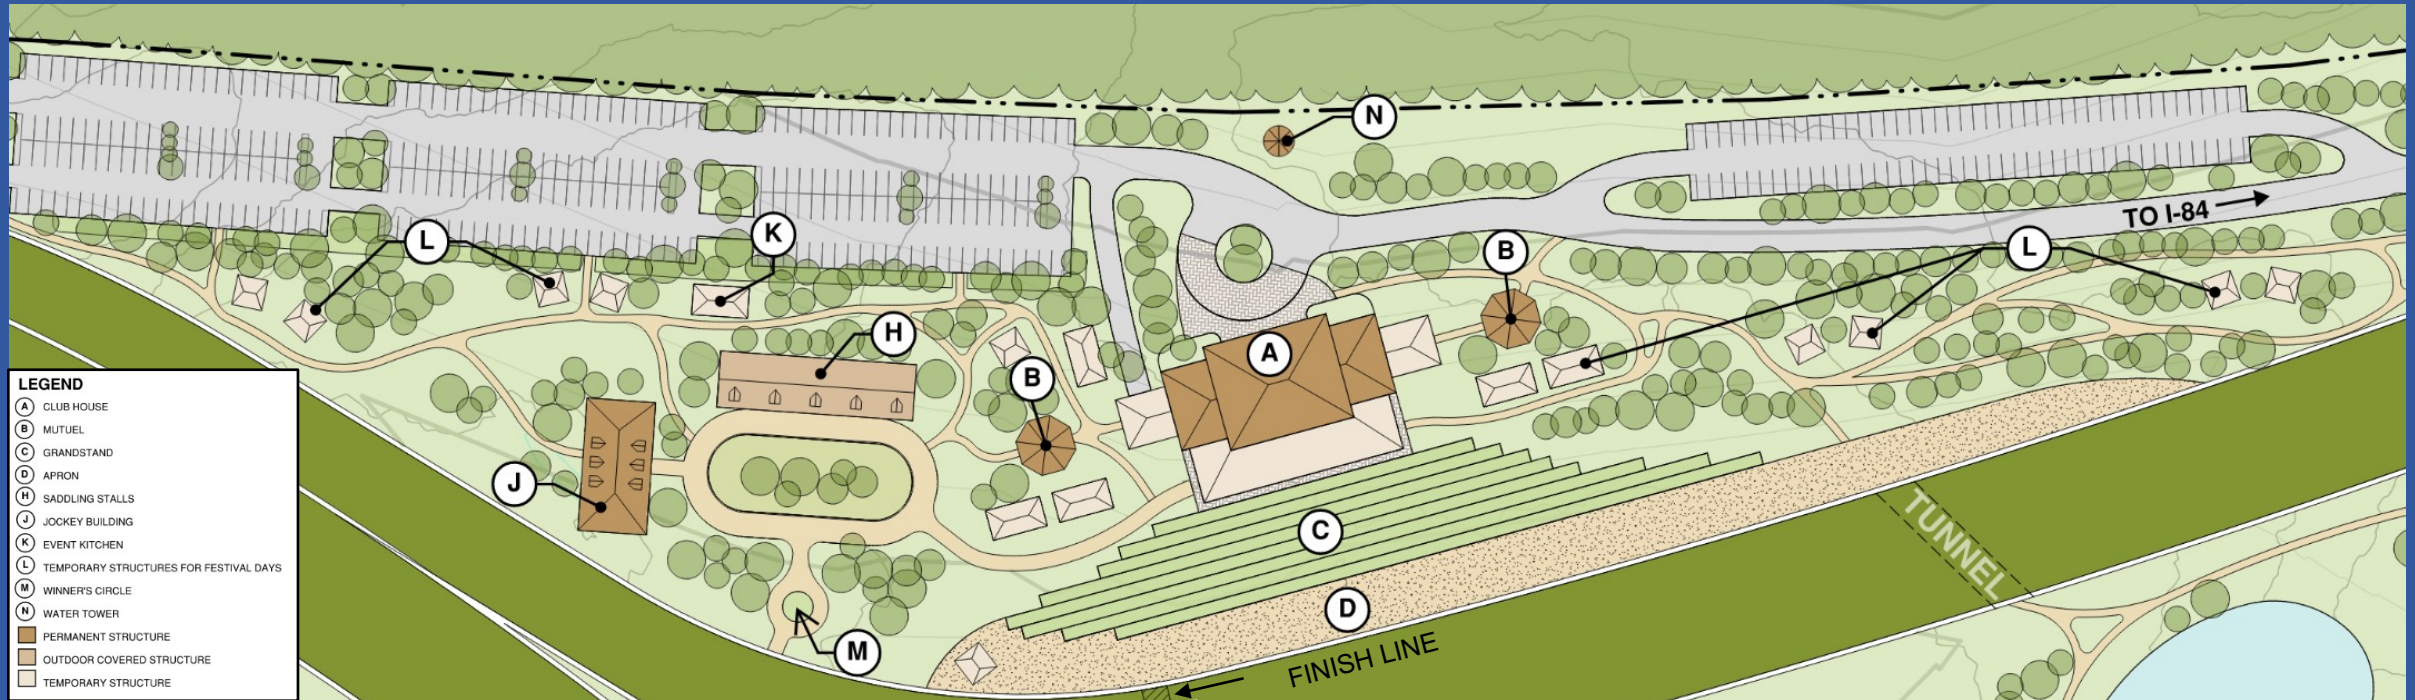 N
TO I-84
L
K
B
L
H
A
B
J
C
TUNNEL
D
M
FINISH LINE
LEGEND
A CLUB HOUSE
B MUTUEL
C GRANDSTAND
D APRON
H SADDLING STALLS
J JOCKEY BUILDING
K EVENT KITCHEN
L TEMPORARY STRUCTURES FOR FESTIVAL DAYS
M WINNER'S CIRCLE
N WATER TOWER
PERMANENT STRUCTURE
OUTDOOR COVERED STRUCTURE
TEMPORARY STRUCTURE